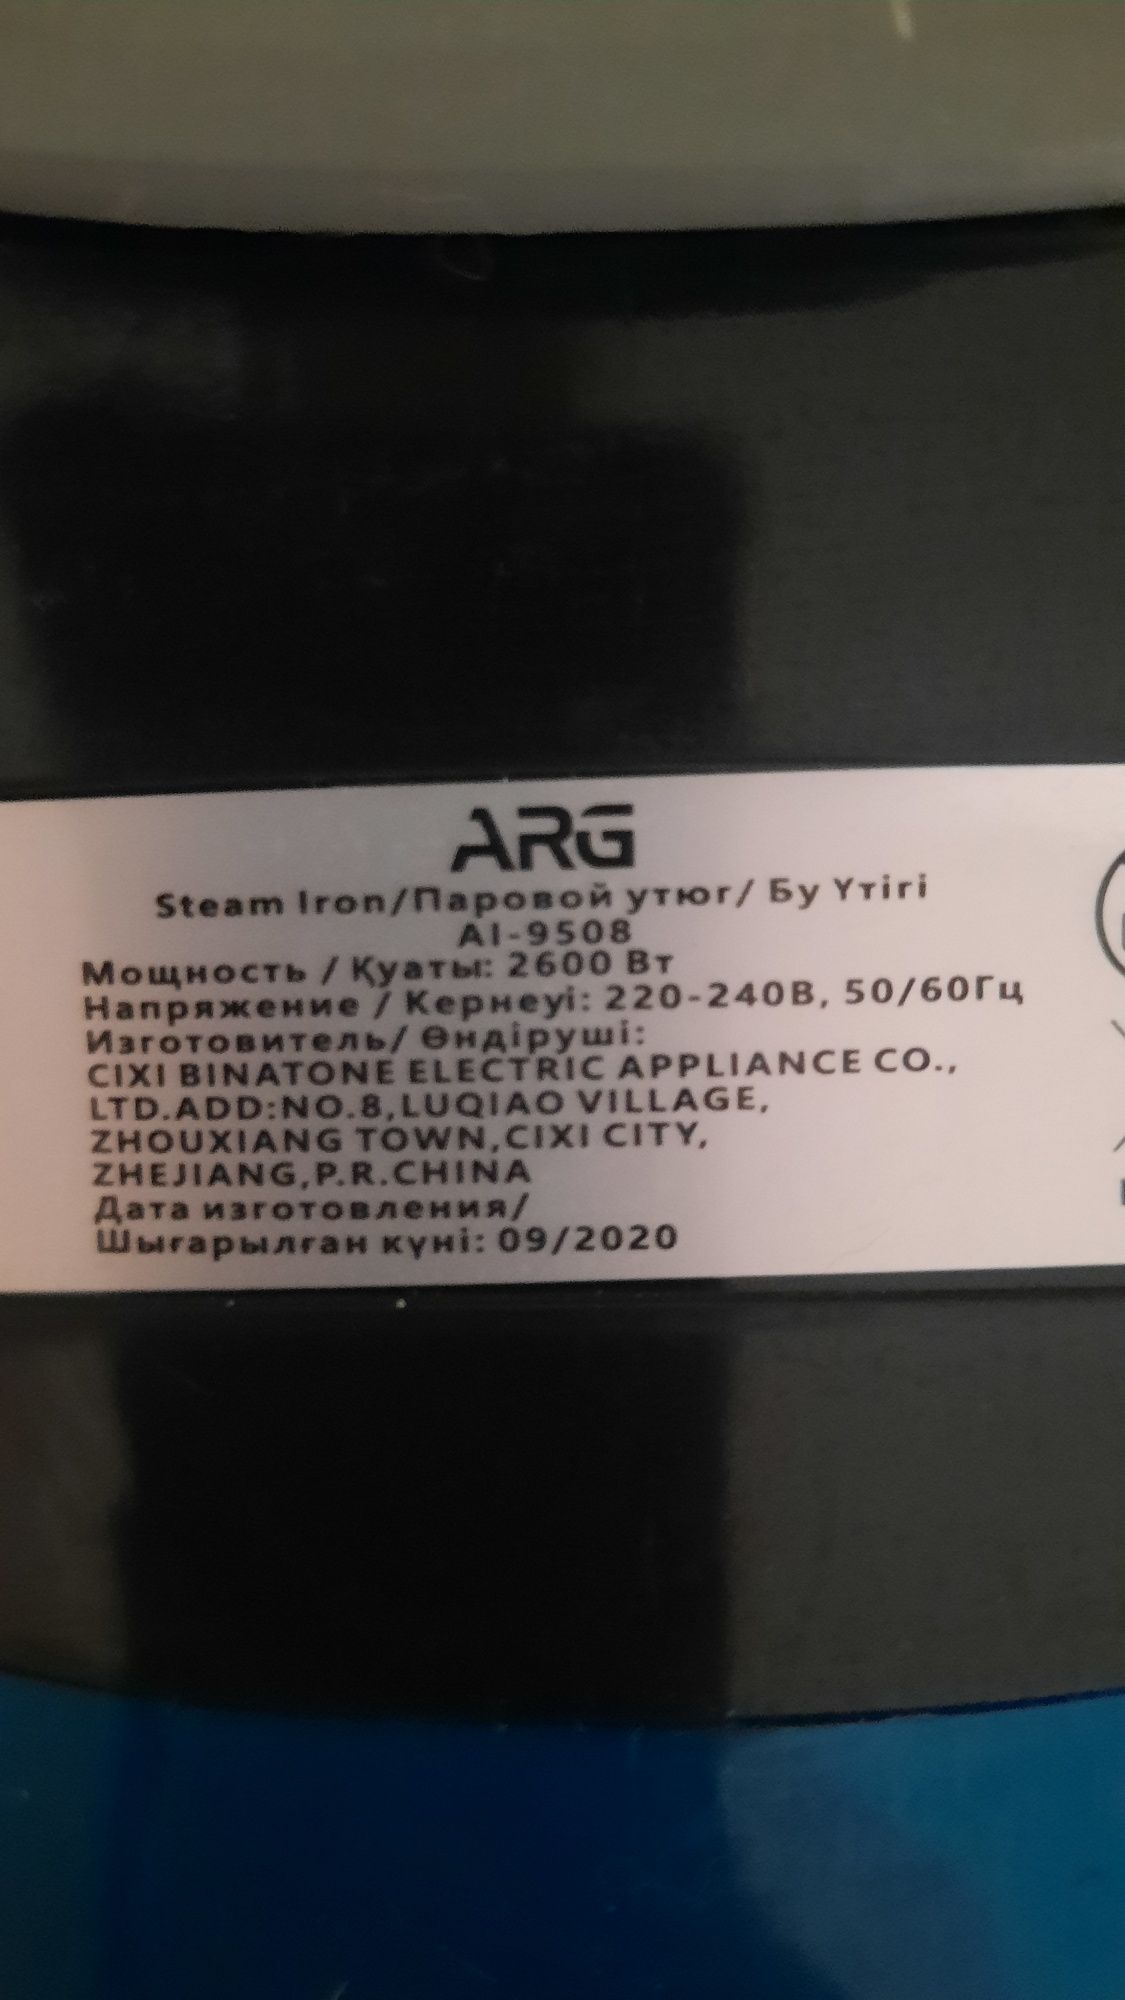 ARG
Steam Iron/Паровой утюг/ Бу Үтігі
AI-9508
Мощность / Қуаты: 2600 Вт
Напряжение / Кернеуі: 220-240В, 50/60Гц
Изготовитель/ Өндіруші:
CIXI BINATONE ELECTRIC APPLIANCE CO.,
LTD.ADD:NO.8,LUQIAO VILLAGE,
ZHOUXIANG TOWN,CIXI CITY,
ZHEJIANG,P.R.CHINA
Дата изготовления/
Шығарылған күні: 09/2020